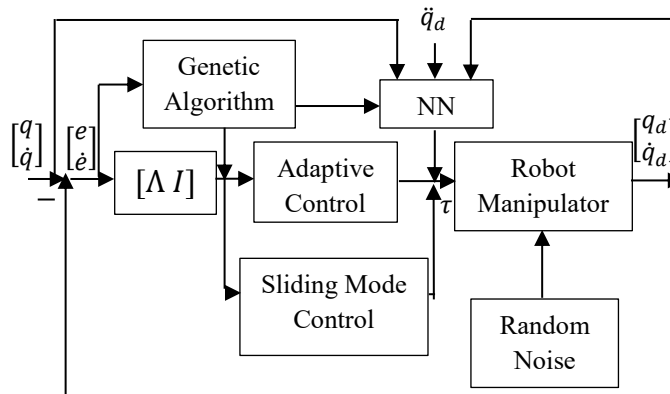 q̈_d
Genetic
Algorithm
NN
[q
q̇]
[e
ė]
[q_d
q̇_d]
−
[Λ I]
Adaptive
Control
τ
Robot
Manipulator
Sliding Mode
Control
Random
Noise